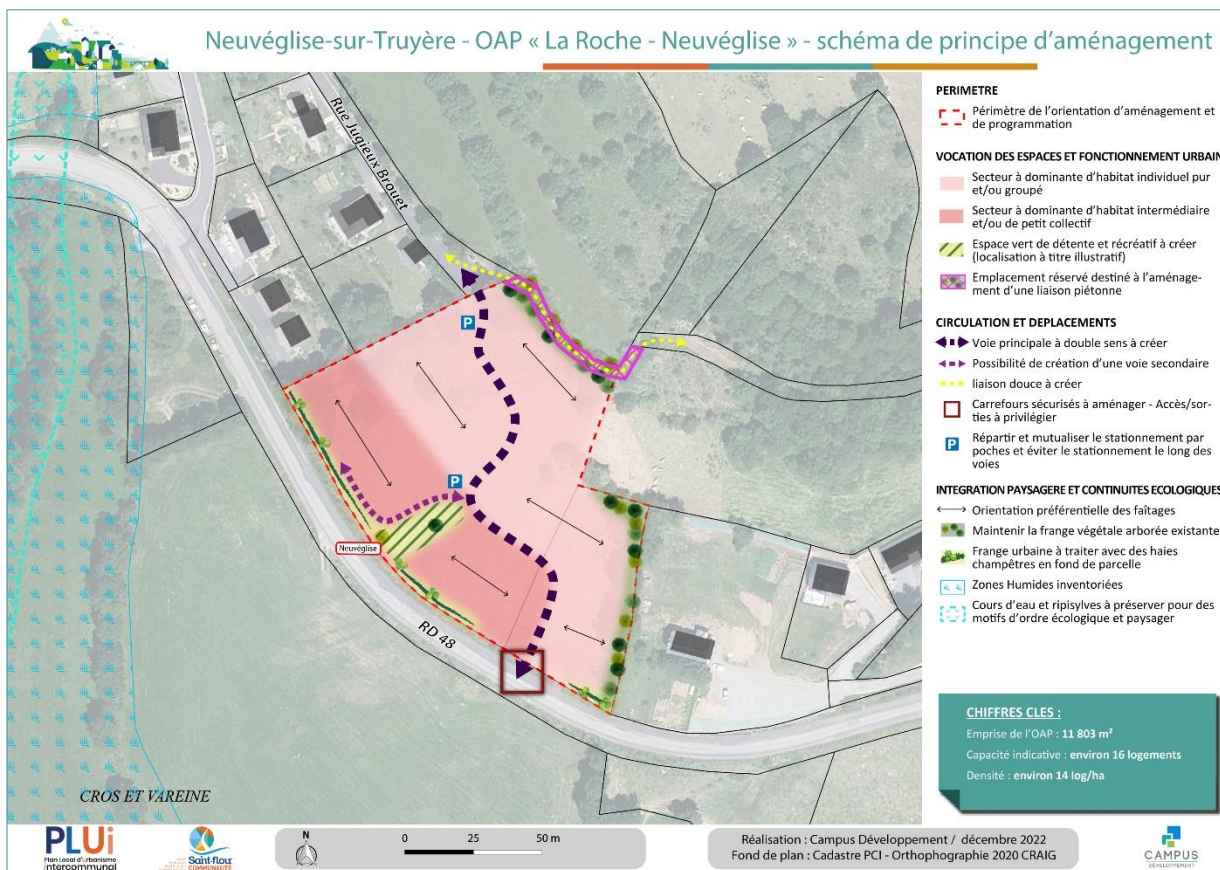 Neuvéglise-sur-Truyère - OAP « La Roche - Neuvéglise » - schéma de principe d'aménagement
Rue Jugieux Brouet
P
P
Neuvéglise
RD 48
CROS ET VAREINE
PERIMETRE
Périmètre de l'orientation d'aménagement et
de programmation
VOCATION DES ESPACES ET FONCTIONNEMENT URBAIN
Secteur à dominante d'habitat individuel pur
et/ou groupé
Secteur à dominante d'habitat intermédiaire
et/ou de petit collectif
Espace vert de détente et récréatif à créer
(localisation à titre illustratif)
Emplacement réservé destiné à l'aménage-
ment d'une liaison piétonne
CIRCULATION ET DEPLACEMENTS
Voie principale à double sens à créer
Possibilité de création d'une voie secondaire
liaison douce à créer
Carrefours sécurisés à aménager - Accès/sor-
ties à privilégier
P
Répartir et mutualiser le stationnement par
poches et éviter le stationnement le long des
voies
INTEGRATION PAYSAGERE ET CONTINUITES ECOLOGIQUES
Orientation préférentielle des faîtages
Maintenir la frange végétale arborée existante
Frange urbaine à traiter avec des haies
champêtres en fond de parcelle
Zones Humides inventoriées
Cours d'eau et ripisylves à préserver pour des
motifs d'ordre écologique et paysager
CHIFFRES CLES :
Emprise de l'OAP : 11 803 m²
Capacité indicative : environ 16 logements
Densité : environ 14 log/ha
PLUi
Plan Local d'urbanisme
intercommunal
Saint-flour
COMMUNAUTÉ
N
0 25 50 m
Réalisation : Campus Développement / décembre 2022
Fond de plan : Cadastre PCI - Orthophographie 2020 CRAIG
CAMPUS
DÉVELOPPEMENT